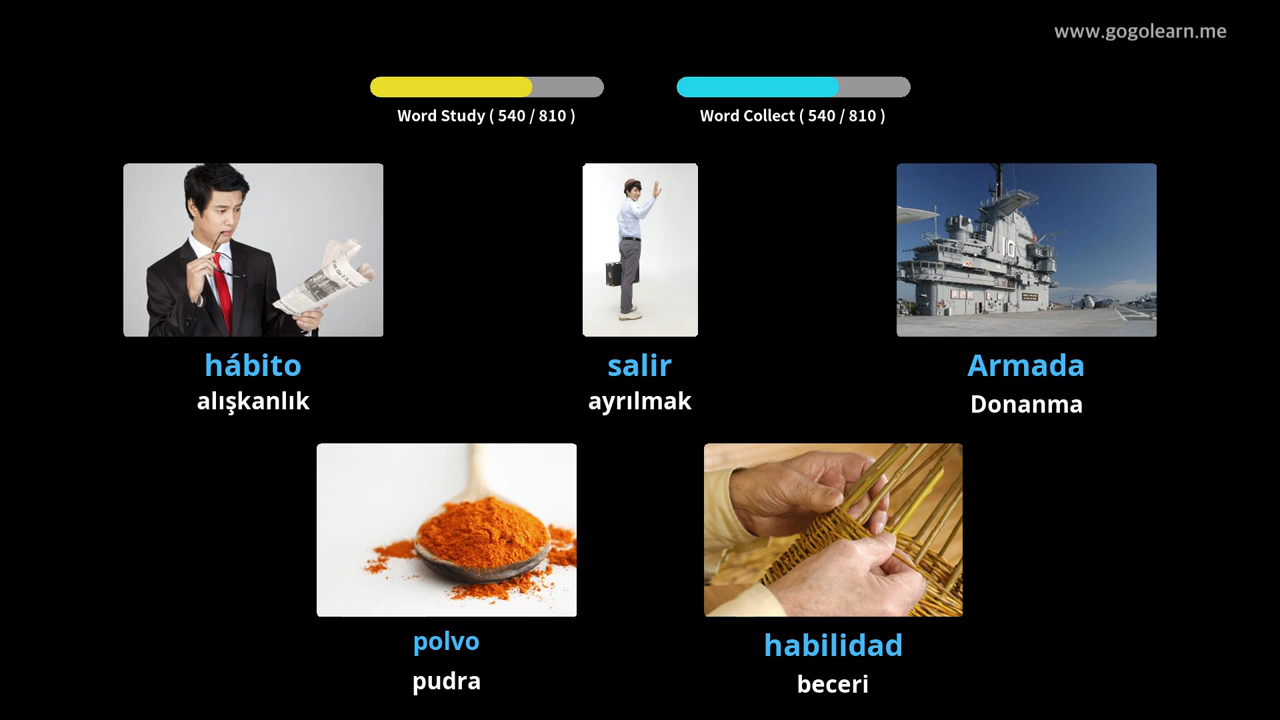 www.gogolearn.me
Word Study ( 540 / 810 )
Word Collect ( 540 / 810 )
hábito
alışkanlık
salir
ayrılmak
16
Armada
Donanma
polvo
pudra
habilidad
beceri